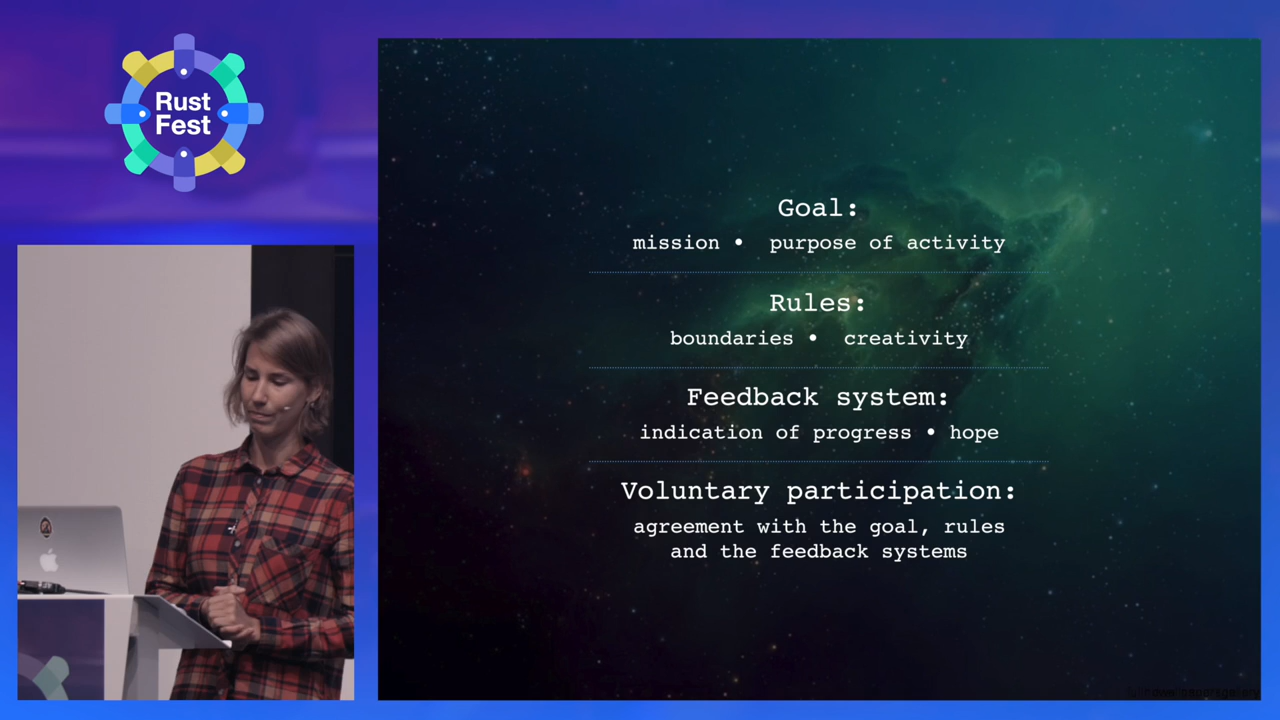 Rust
Fest
Goal:
mission • purpose of activity
Rules:
boundaries • creativity
Feedback system:
indication of progress • hope
Voluntary participation:
agreement with the goal, rules
and the feedback systems